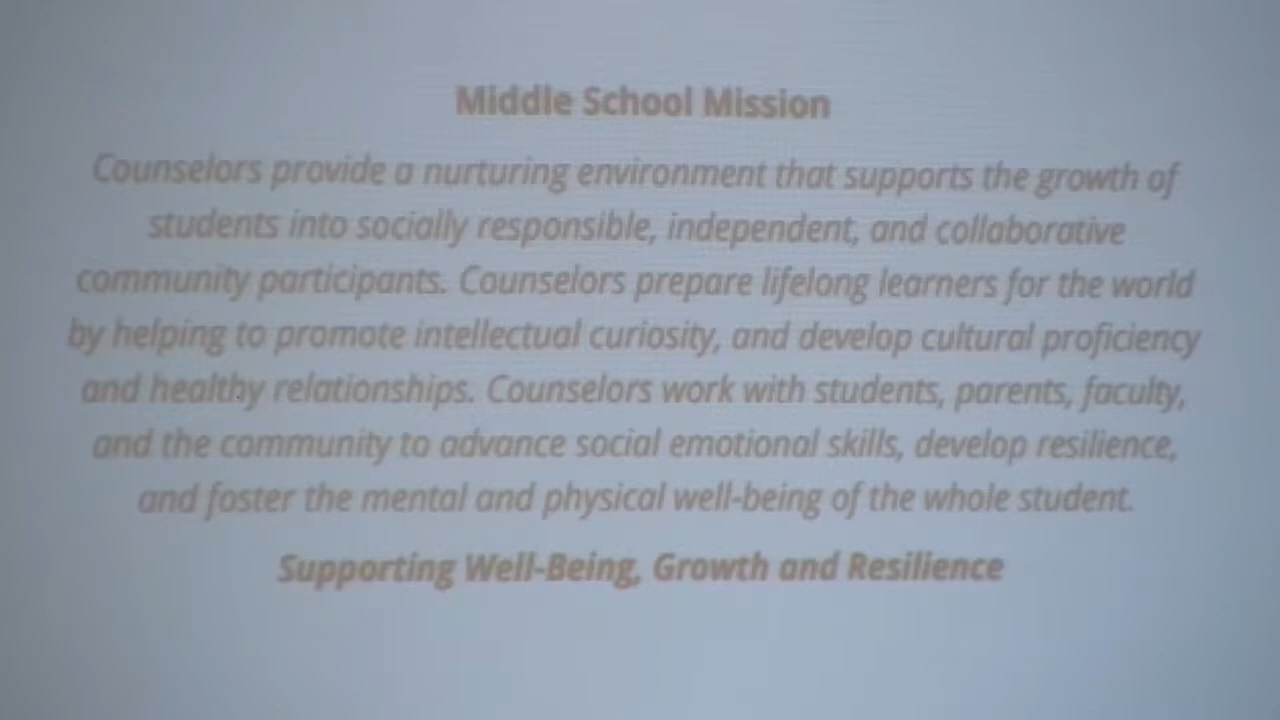 Middle School Mission
Counselors provide a nurturing environment that supports the growth of
students into socially responsible, independent, and collaborative
community participants. Counselors prepare lifelong learners for the world
by helping to promote intellectual curiosity, and develop cultural proficiency
and healthy relationships. Counselors work with students, parents, faculty,
and the community to advance social emotional skills, develop resilience,
and foster the mental and physical well-being of the whole student.
Supporting Well-Being, Growth and Resilience